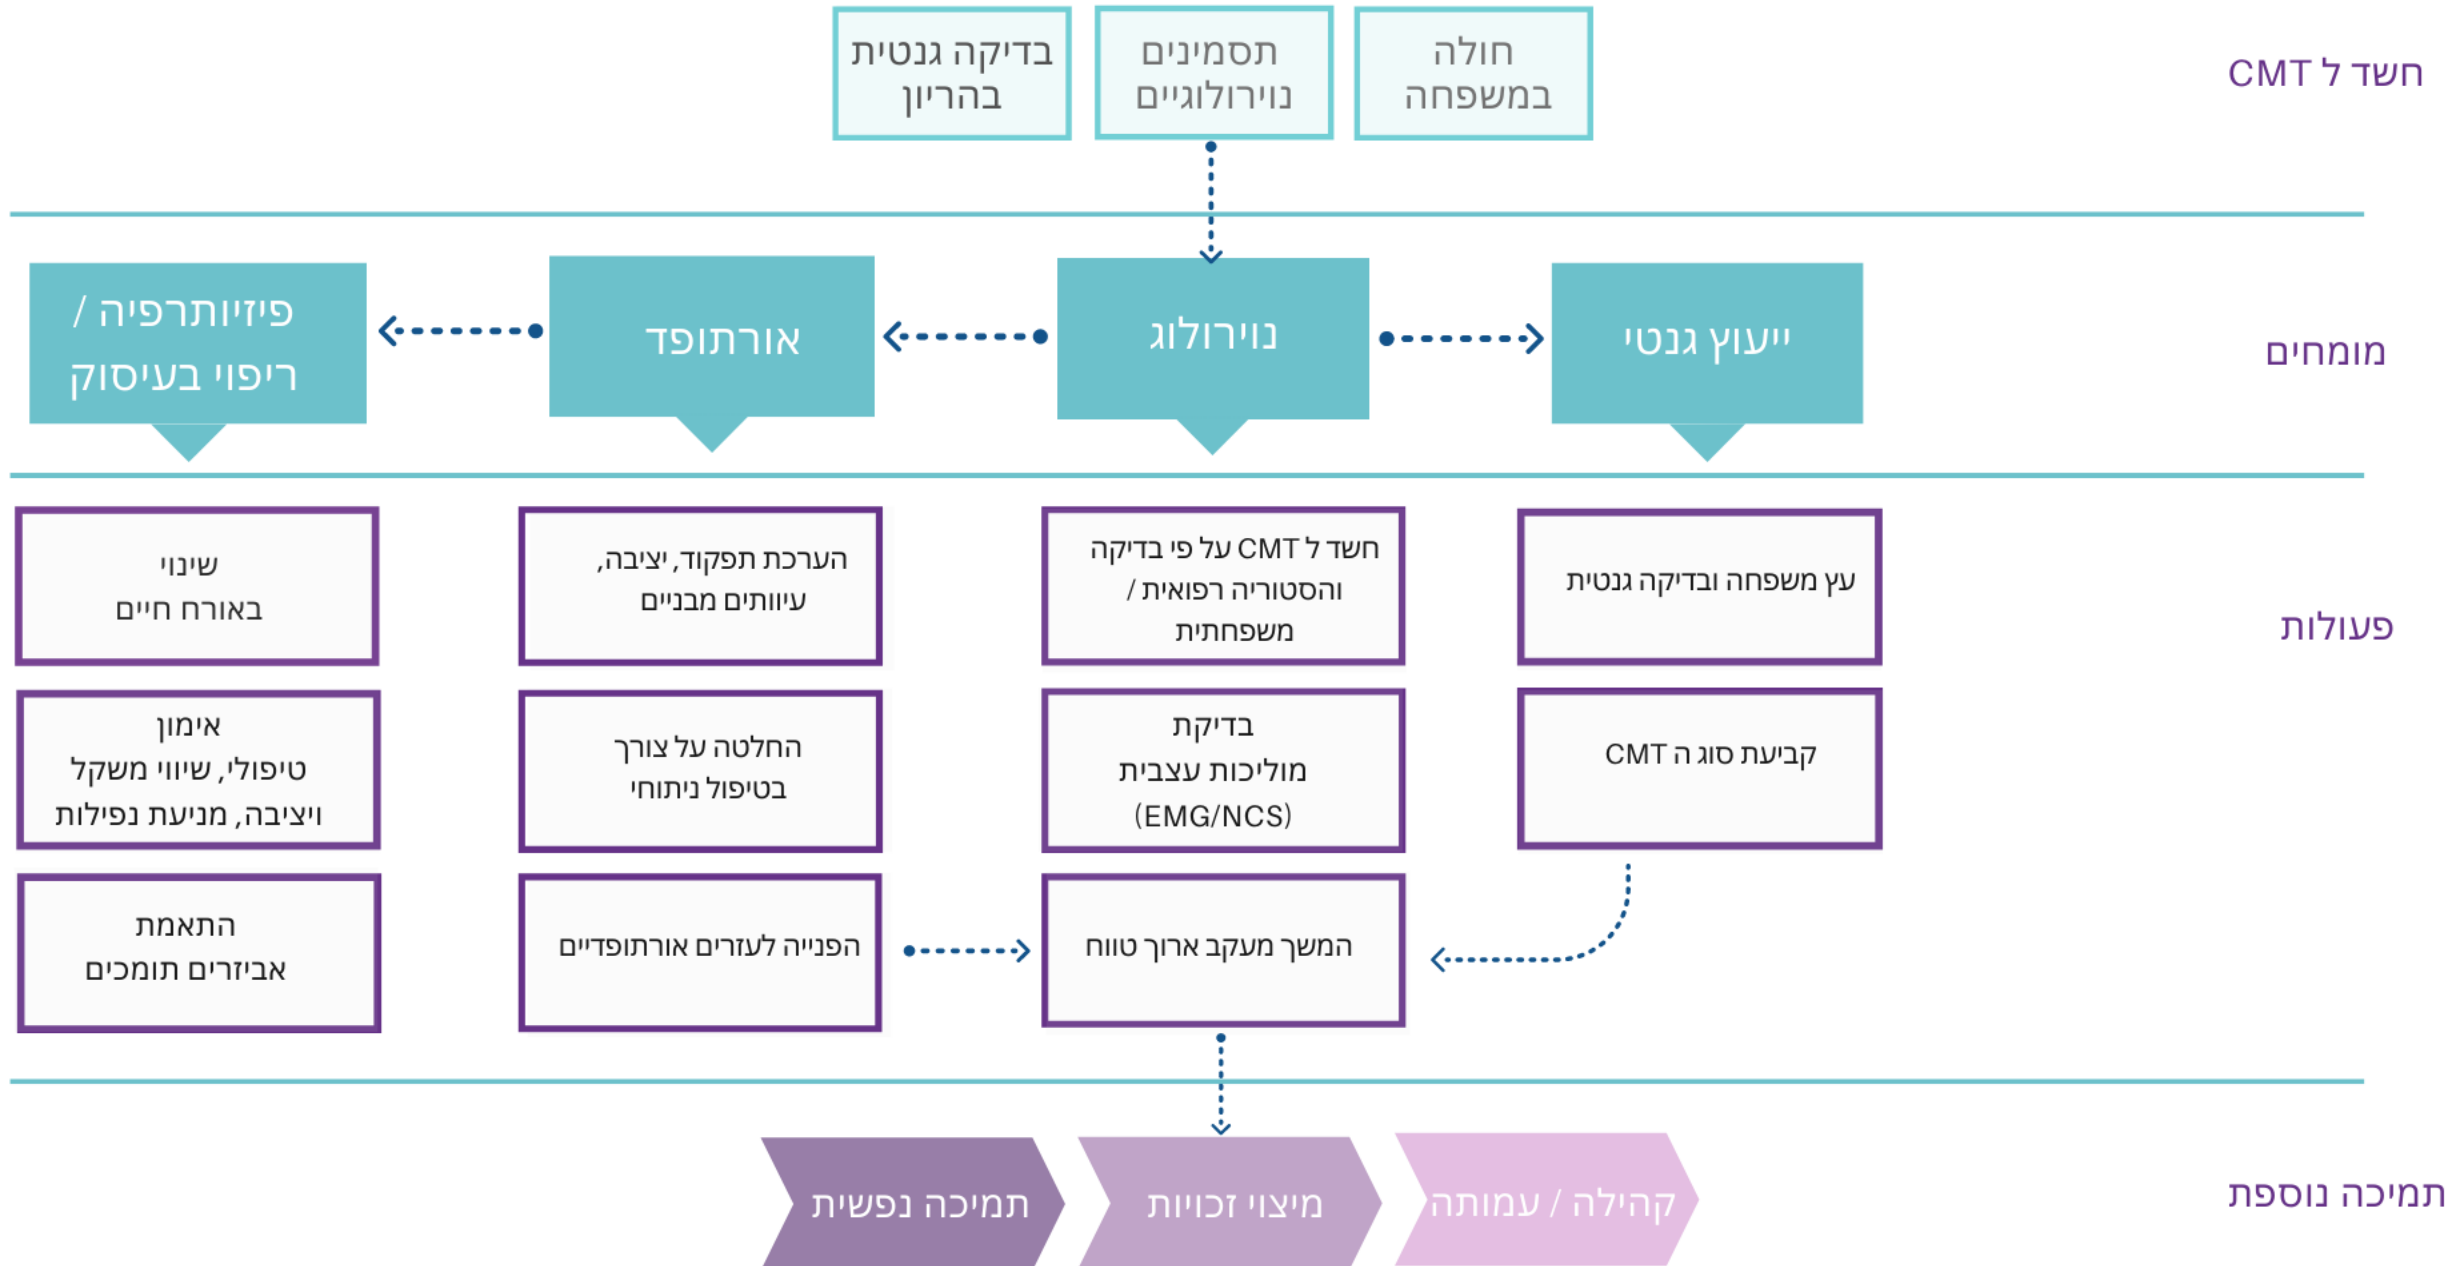 חשד ל CMT
חולה
במשפחה
תסמינים
נוירולוגיים
בדיקה גנטית
בהריון
מומחים
ייעוץ גנטי
נוירולוג
אורתופד
פיזיותרפיה /
ריפוי בעיסוק
פעולות
עץ משפחה ובדיקה גנטית
קביעת סוג ה CMT
חשד ל CMT על פי בדיקה
והסטוריה רפואית /
משפחתית
בדיקת
מוליכות עצבית
(EMG/NCS)
המשך מעקב ארוך טווח
הערכת תפקוד, יציבה,
עיוותים מבניים
החלטה על צורך
בטיפול ניתוחי
הפנייה לעזרים אורתופדיים
שינוי
באורח חיים
אימון
טיפולי, שיווי משקל
ויציבה, מניעת נפילות
התאמת
אביזרים תומכים
תמיכה נוספת
קהילה / עמותה
מיצוי זכויות
תמיכה נפשית